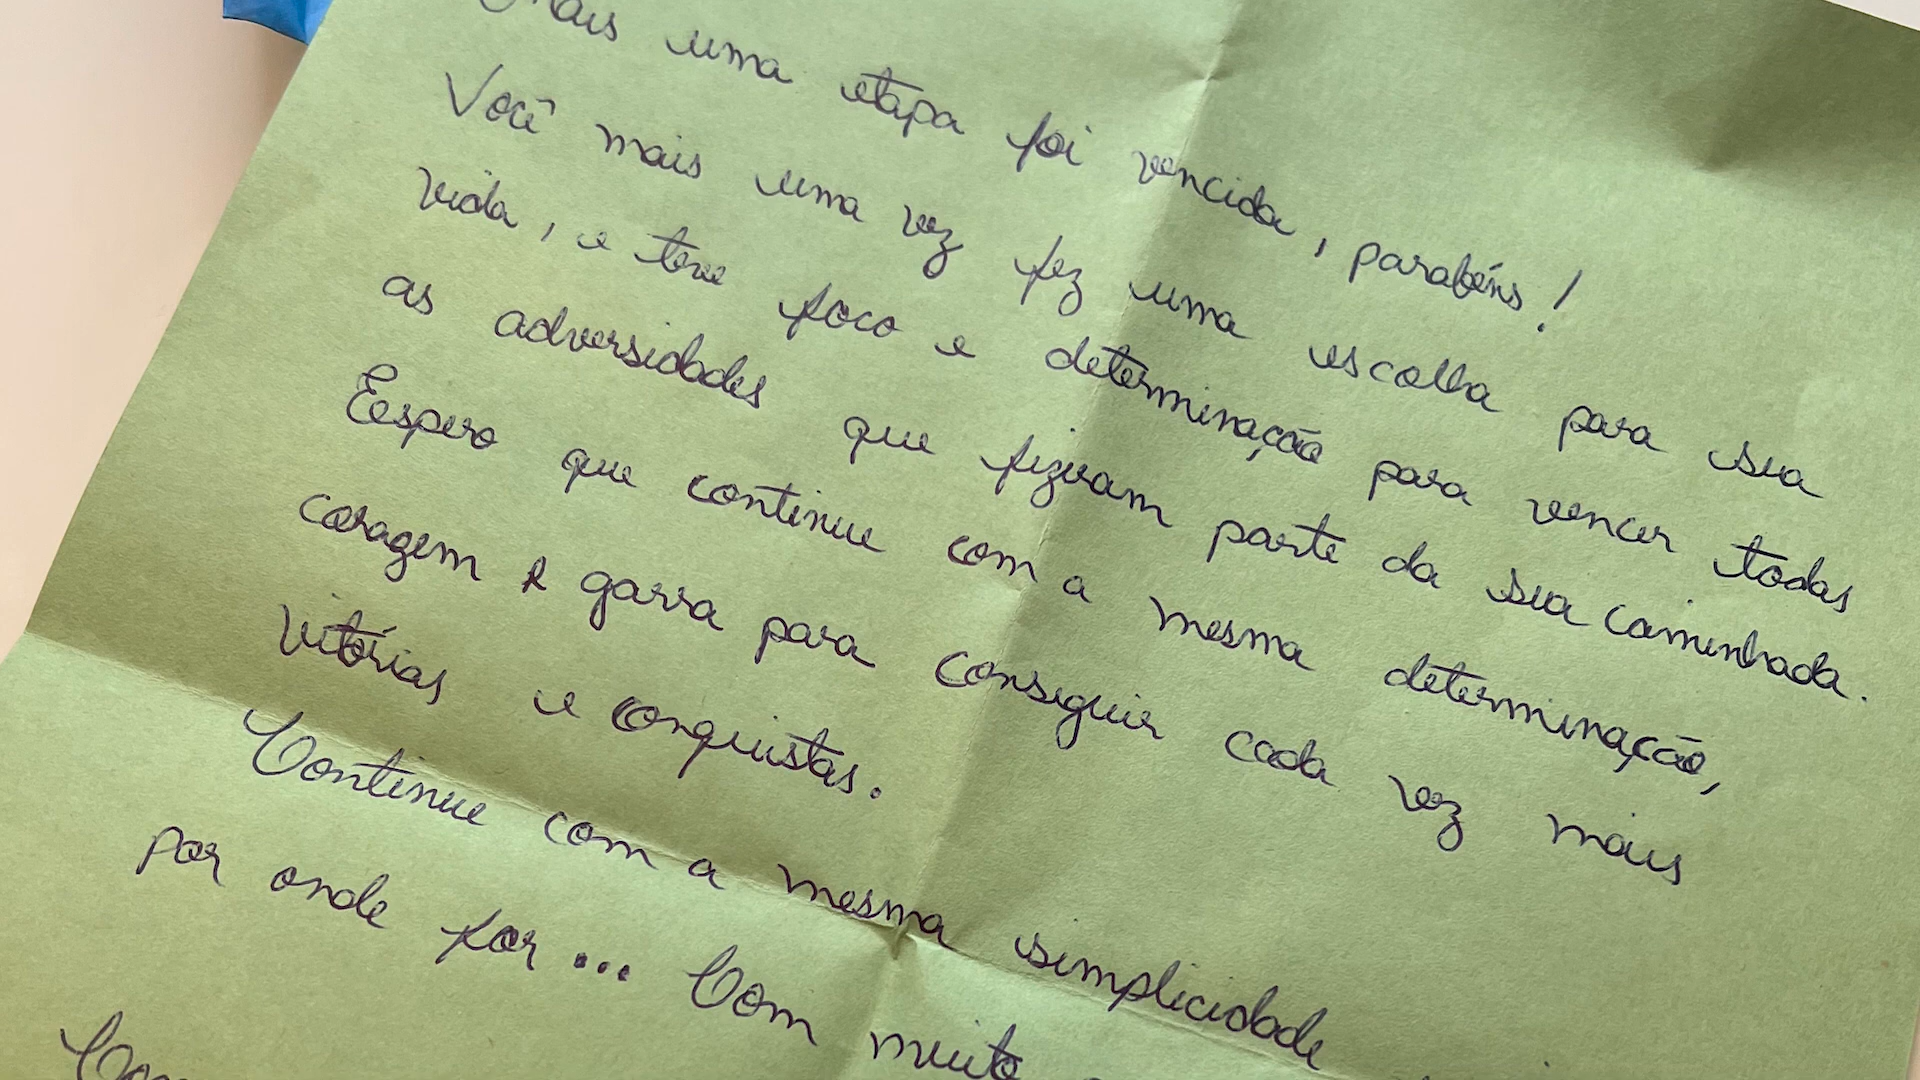 Mais uma etapa foi vencida, parabéns!
Você mais uma vez fez uma escolha para sua
vida, e teve foco e determinação para vencer todas
as adversidades que fizeram parte da sua caminhada.
Eespero que continue com a mesma determinação,
coragem e garra para conseguir cada vez mais
vitórias e conquistas.
Continue com a mesma simplicidade
por onde for... Com muito